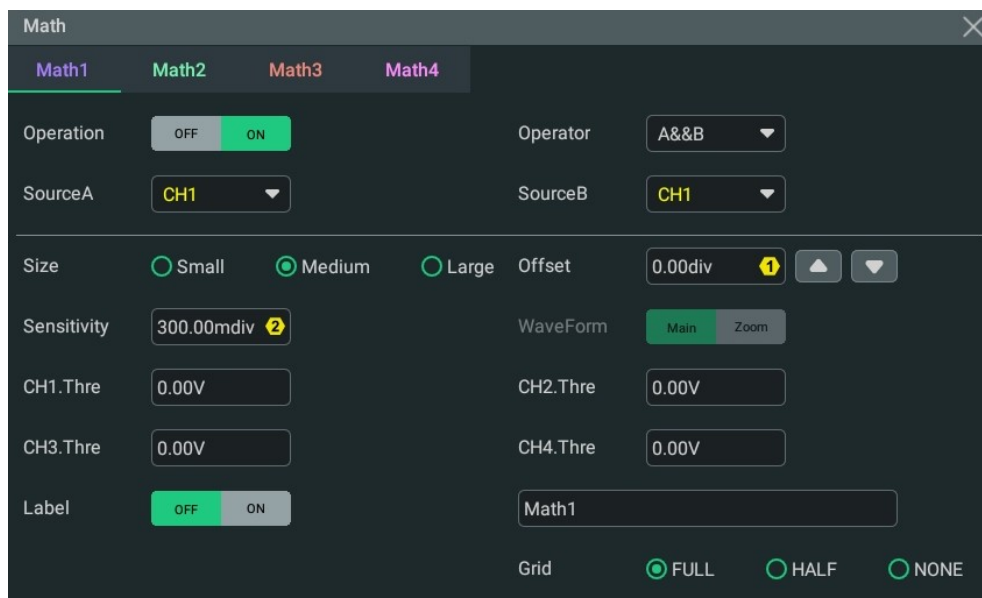 Math
Math1 Math2 Math3 Math4
Operation OFF ON Operator A&&B
SourceA CH1 SourceB CH1
Size Small Medium Large Offset 0.00div 1
Sensitivity 300.00mdiv 2 WaveForm Main Zoom
CH1.Thre 0.00V CH2.Thre 0.00V
CH3.Thre 0.00V CH4.Thre 0.00V
Label OFF ON Math1
Grid FULL HALF NONE